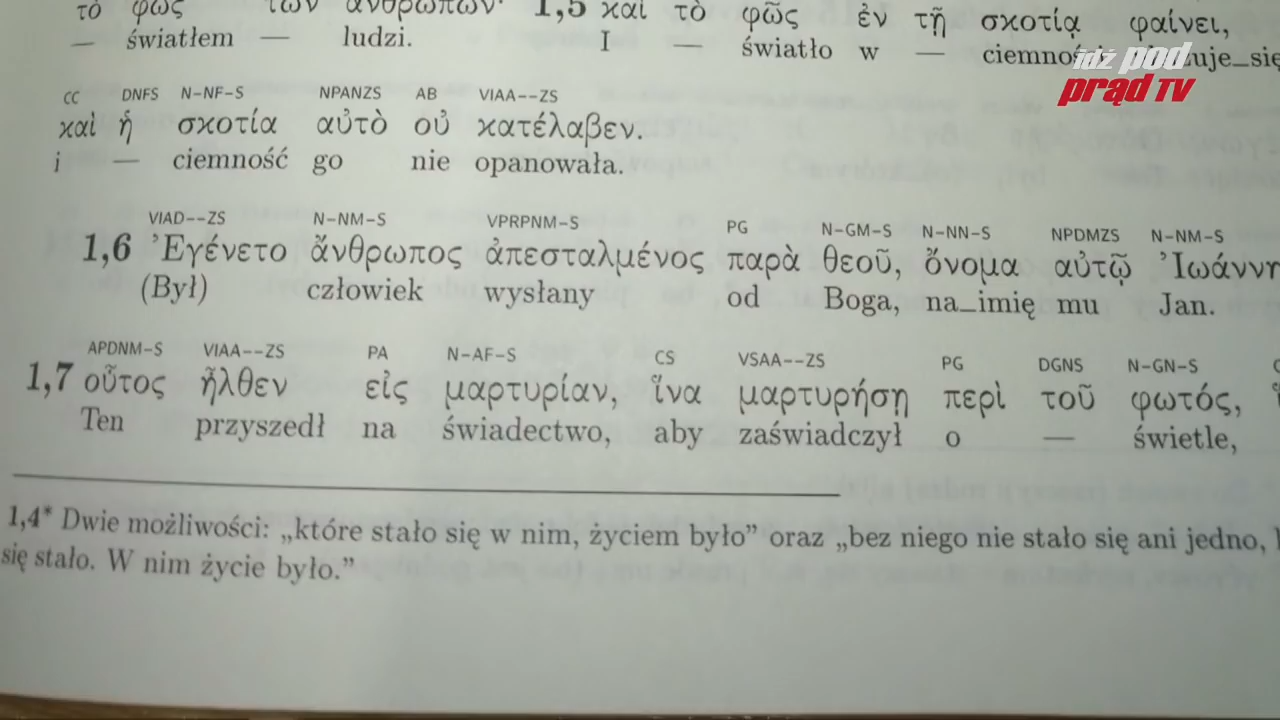 τὸ φῶς τῶν ἀνθρώπων· 1,5 καὶ τὸ φῶς ἐν τῇ σκοτίᾳ φαίνει,
— światłem — ludzi. I — światło w —
idź pod
prąd TV
CC DNFS N-NF-S NPANZS AB VIAA--ZS
καὶ ἡ σκοτία αὐτὸ οὐ κατέλαβεν.
i — ciemność go nie opanowała.
VIAD--ZS N-NM-S VPRPNM-S PG N-GM-S N-NN-S NPDMZS N-NM-S
1,6 Ἐγένετο ἄνθρωπος ἀπεσταλμένος παρὰ θεοῦ, ὄνομα αὐτῷ
(Był) człowiek wysłany od Boga, na_imię mu Jan.
APDNM-S VIAA--ZS PA N-AF-S CS VSAA--ZS PG DGNS N-GN-S
1,7 οὗτος ἦλθεν εἰς μαρτυρίαν, ἵνα μαρτυρήσῃ περὶ τοῦ φωτός,
Ten przyszedł na świadectwo, aby zaświadczył o — świetle,
1,4* Dwie możliwości: „które stało się w nim, życiem było” oraz „bez niego nie stało się ani jedno,
się stało. W nim życie było.”